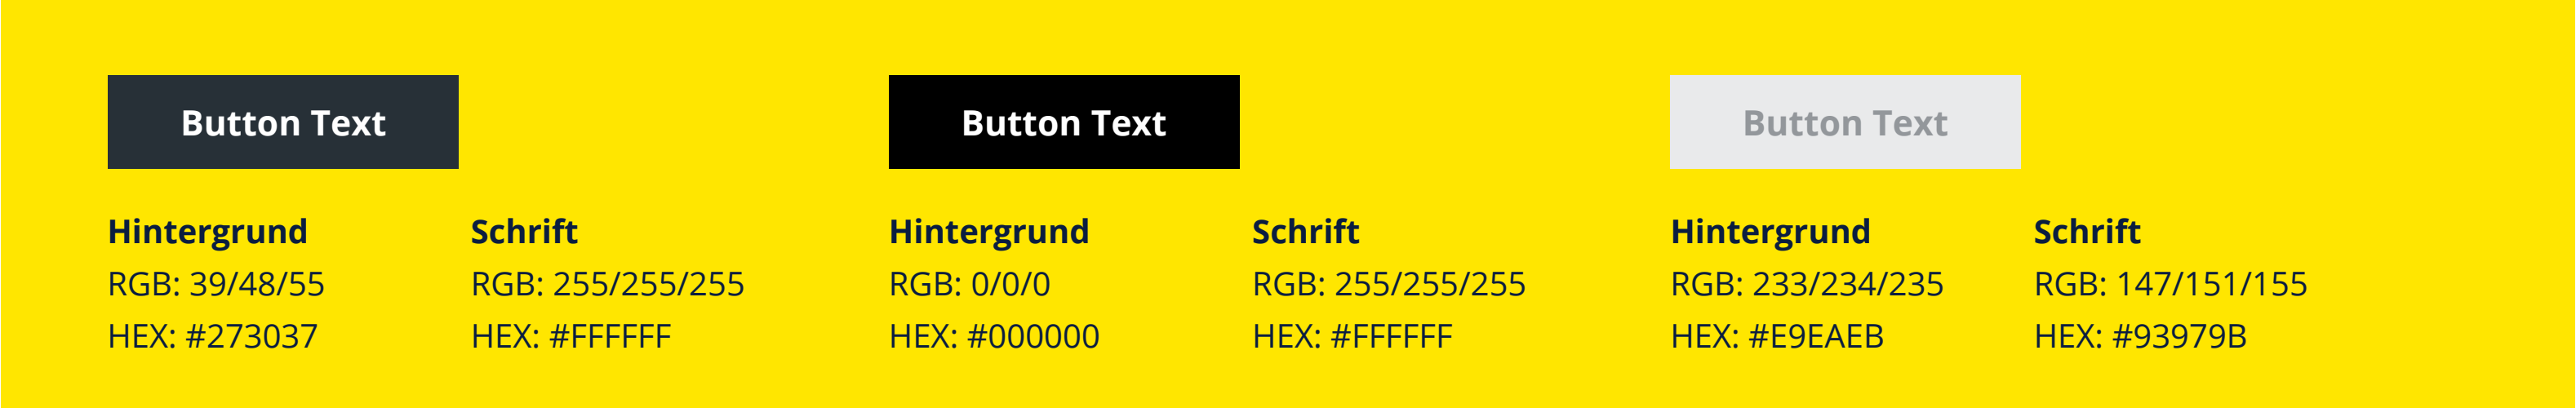 Button Text
Button Text
Button Text
Hintergrund
RGB: 39/48/55
HEX: #273037
Schrift
RGB: 255/255/255
HEX: #FFFFFF
Hintergrund
RGB: 0/0/0
HEX: #000000
Schrift
RGB: 255/255/255
HEX: #FFFFFF
Hintergrund
RGB: 233/234/235
HEX: #E9EAEB
Schrift
RGB: 147/151/155
HEX: #93979B